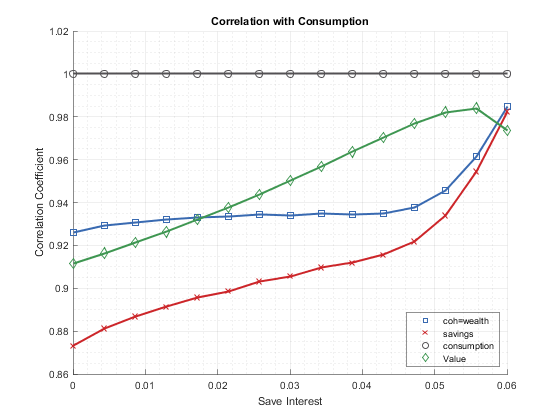 Correlation with Consumption
1.02
1
0.98
0.96
0.94
0.92
0.9
0.88
0.86
Correlation Coefficient
0
0.01
0.02
0.03
0.04
0.05
0.06
Save Interest
coh=wealth
savings
consumption
Value